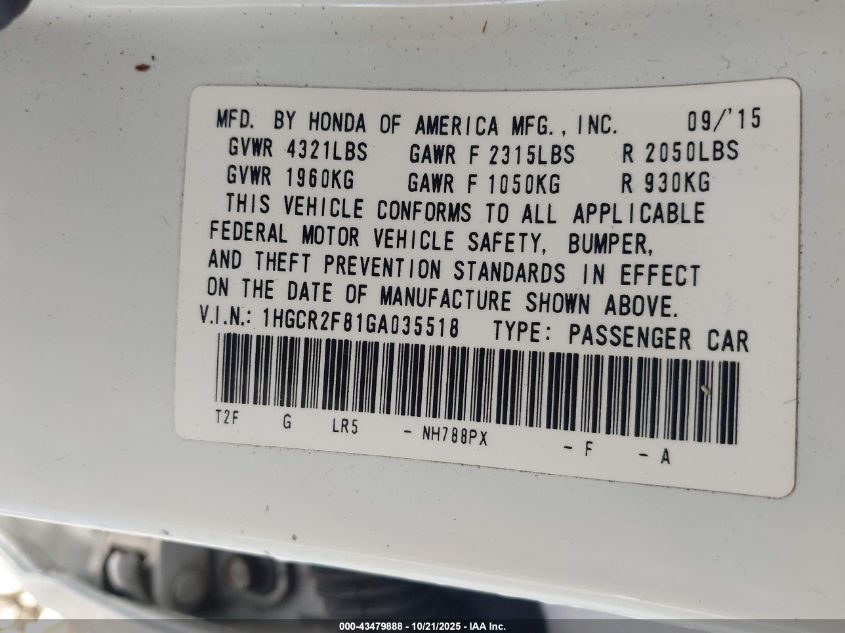 MFD. BY HONDA OF AMERICA MFG., INC. 09/'15
GVWR 4321LBS GAWR F 2315LBS R 2050LBS
GVWR 1960KG GAWR F 1050KG R 930KG
THIS VEHICLE CONFORMS TO ALL APPLICABLE
FEDERAL MOTOR VEHICLE SAFETY, BUMPER,
AND THEFT PREVENTION STANDARDS IN EFFECT
ON THE DATE OF MANUFACTURE SHOWN ABOVE.
V.I.N.: 1HGCR2F81GA035518 TYPE: PASSENGER CAR
T2F G LR5 - NH788PX - F - A
000-43479888 - 10/21/2025 - IAA Inc.